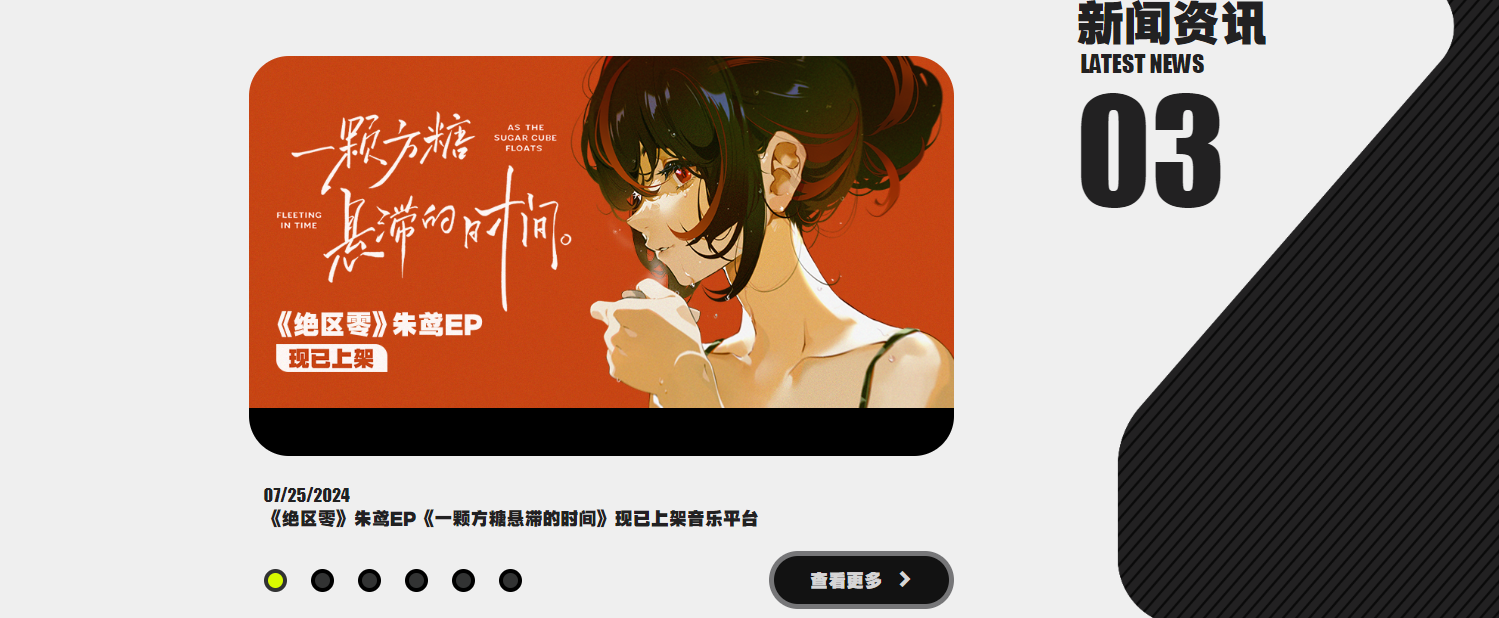 新闻资讯
LATEST NEWS
03
一颗方糖
AS THE
SUGAR CUBE
FLOATS
悬滞的时间。
FLEETING
IN TIME
《绝区零》朱鸢EP
现已上架
07/25/2024
《绝区零》朱鸢EP《一颗方糖悬滞的时间》现已上架音乐平台
查看更多